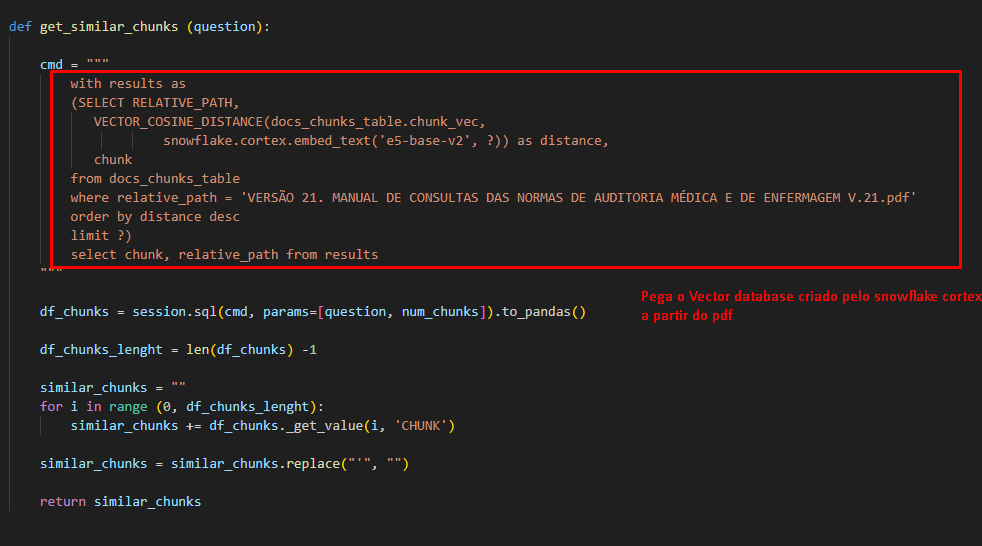 def get_similar_chunks (question):
cmd = """
with results as
(SELECT RELATIVE_PATH,
VECTOR_COSINE_DISTANCE(docs_chunks_table.chunk_vec,
snowflake.cortex.embed_text('e5-base-v2', ?)) as distance,
chunk
from docs_chunks_table
where relative_path = 'VERSÃO 21. MANUAL DE CONSULTAS DAS NORMAS DE AUDITORIA MÉDICA E DE ENFERMAGEM V.21.pdf'
order by distance desc
limit ?)
select chunk, relative_path from results
"""
Pega o Vector database criado pelo snowflake cortex
a partir do pdf
df_chunks = session.sql(cmd, params=[question, num_chunks]).to_pandas()
df_chunks_lenght = len(df_chunks) -1
similar_chunks = ""
for i in range (0, df_chunks_lenght):
similar_chunks += df_chunks._get_value(i, 'CHUNK')
similar_chunks = similar_chunks.replace("'", "")
return similar_chunks